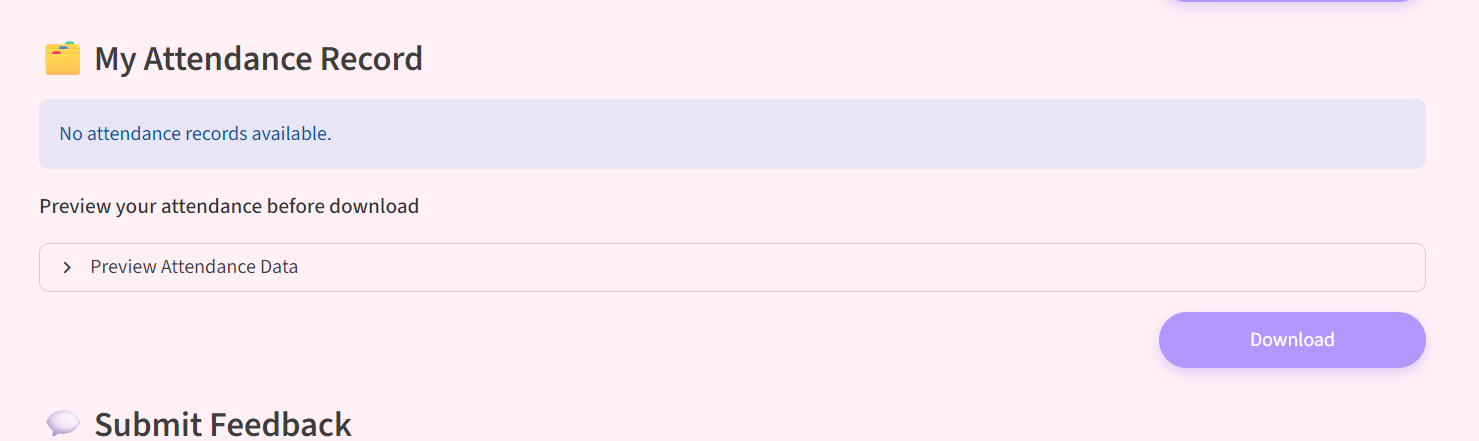 My Attendance Record
No attendance records available.
Preview your attendance before download
Preview Attendance Data
Download
Submit Feedback